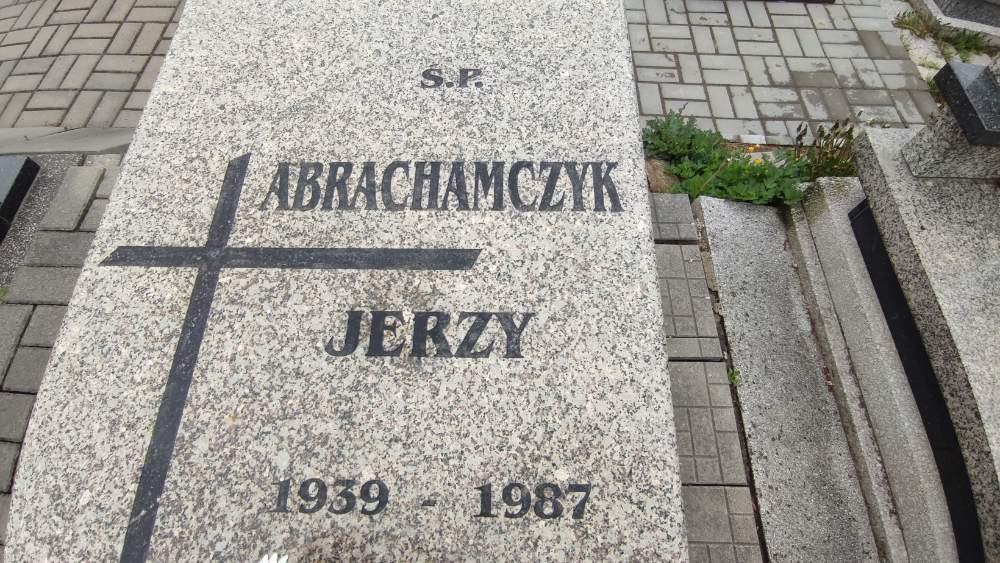 S.P.
ABRACHAMCZYK
JERZY
1939 - 1987